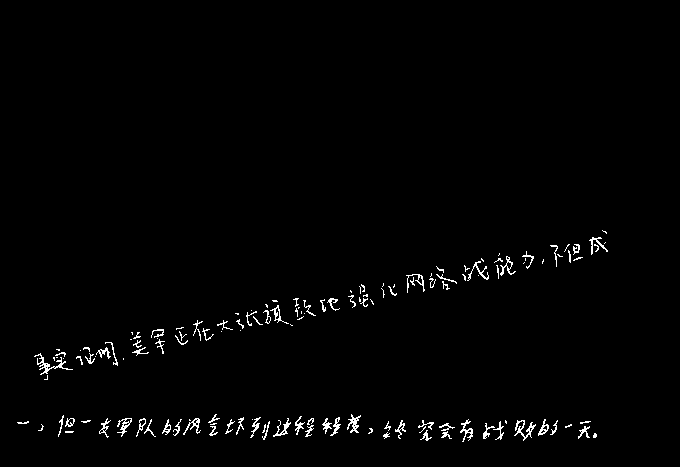 事实证明,美军正在大张旗鼓地强化网络战能力,不但成
一,但一支军队的风气坏到这种程度,终究会有战败的一天。